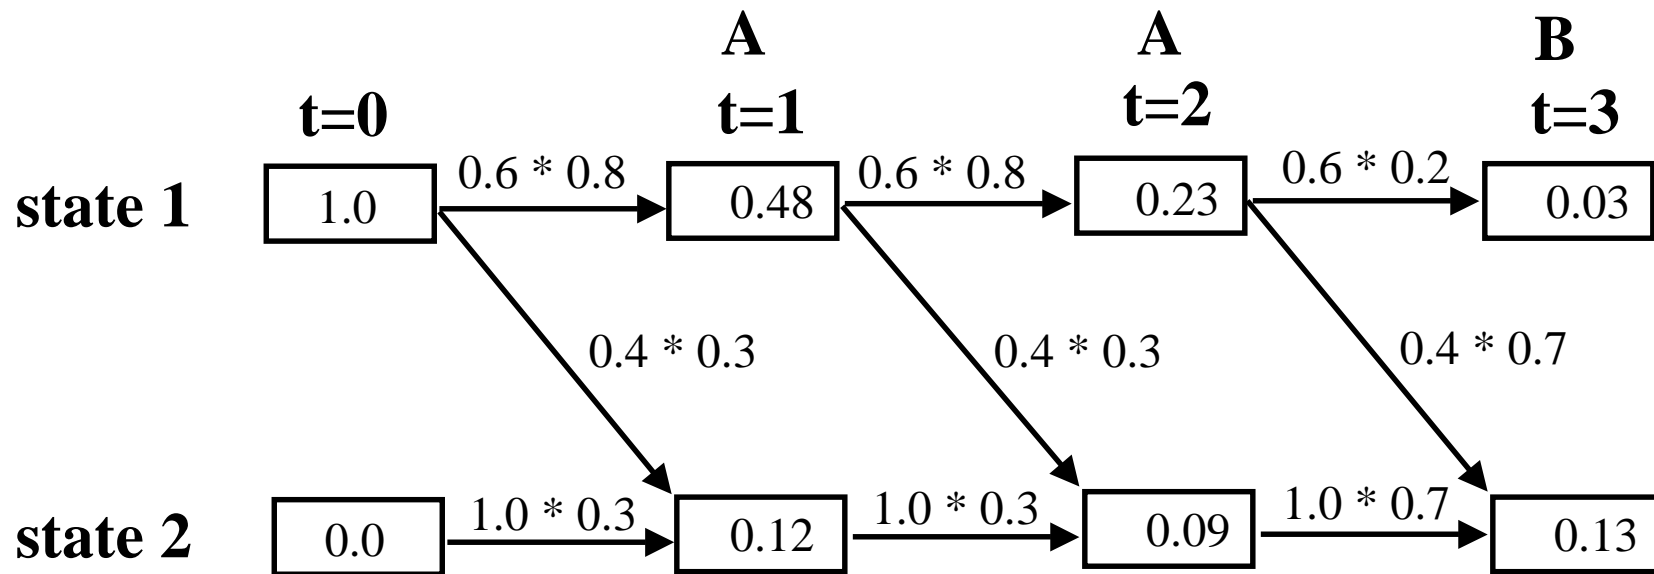 A A B
t=0 t=1 t=2 t=3
state 1 1.0 0.6 * 0.8 0.48 0.6 * 0.8 0.23 0.6 * 0.2 0.03
0.4 * 0.3 0.4 * 0.3 0.4 * 0.7
state 2 0.0 1.0 * 0.3 0.12 1.0 * 0.3 0.09 1.0 * 0.7 0.13